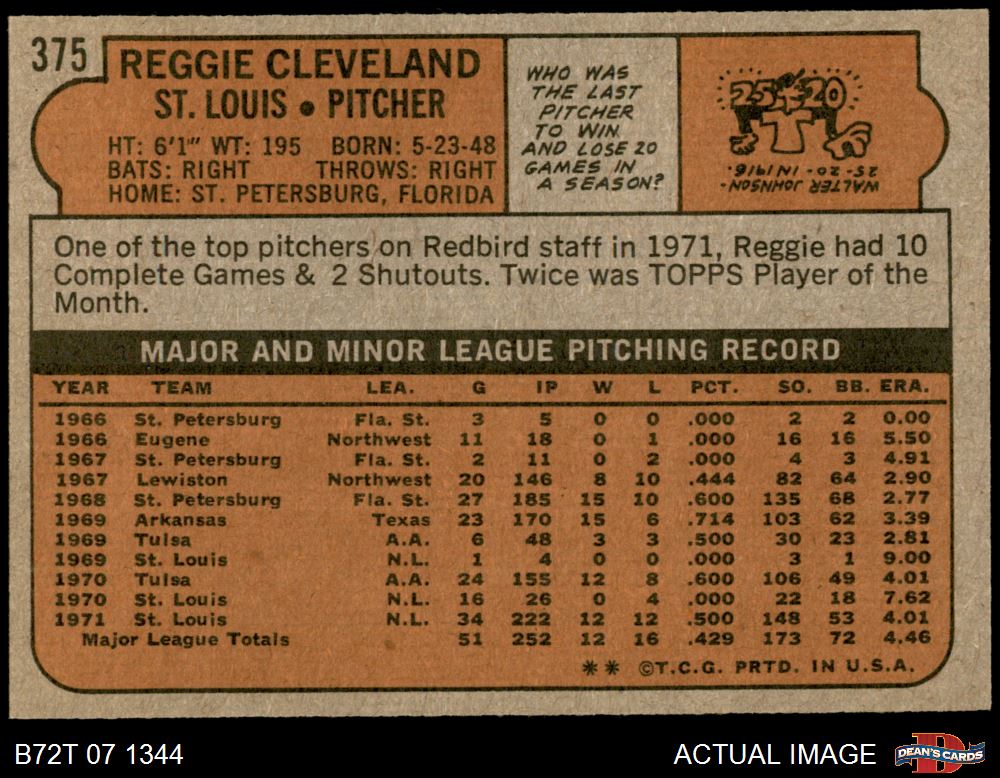 375
REGGIE CLEVELAND
ST. LOUIS • PITCHER
HT: 6'1" WT: 195 BORN: 5-23-48
BATS: RIGHT THROWS: RIGHT
HOME: ST. PETERSBURG, FLORIDA
WHO WAS
THE LAST
PITCHER
TO WIN
AND LOSE 20
GAMES IN
A SEASON?
25 20
WALTER JOHNSON-
25-20- IN 1916.
One of the top pitchers on Redbird staff in 1971, Reggie had 10
Complete Games & 2 Shutouts. Twice was TOPPS Player of the
Month.
MAJOR AND MINOR LEAGUE PITCHING RECORD
YEAR TEAM LEA. G IP W L PCT. SO. BB. ERA.
1966 St. Petersburg Fla. St. 3 5 0 0 .000 2 2 0.00
1966 Eugene Northwest 11 18 0 1 .000 16 16 5.50
1967 St. Petersburg Fla. St. 2 11 0 2 .000 4 3 4.91
1967 Lewiston Northwest 20 146 8 10 .444 82 64 2.90
1968 St. Petersburg Fla. St. 27 185 15 10 .600 135 68 2.77
1969 Arkansas Texas 23 170 15 6 .714 103 62 3.39
1969 Tulsa A.A. 6 48 3 3 .500 30 23 2.81
1969 St. Louis N.L. 1 4 0 0 .000 3 1 9.00
1970 Tulsa A.A. 24 155 12 8 .600 106 49 4.01
1970 St. Louis N.L. 16 26 0 4 .000 22 18 7.62
1971 St. Louis N.L. 34 222 12 12 .500 148 53 4.01
Major League Totals 51 252 12 16 .429 173 72 4.46
** ©T.C.G. PRTD. IN U.S.A.
B72T 07 1344
ACTUAL IMAGE
D
DEAN'S CARDS